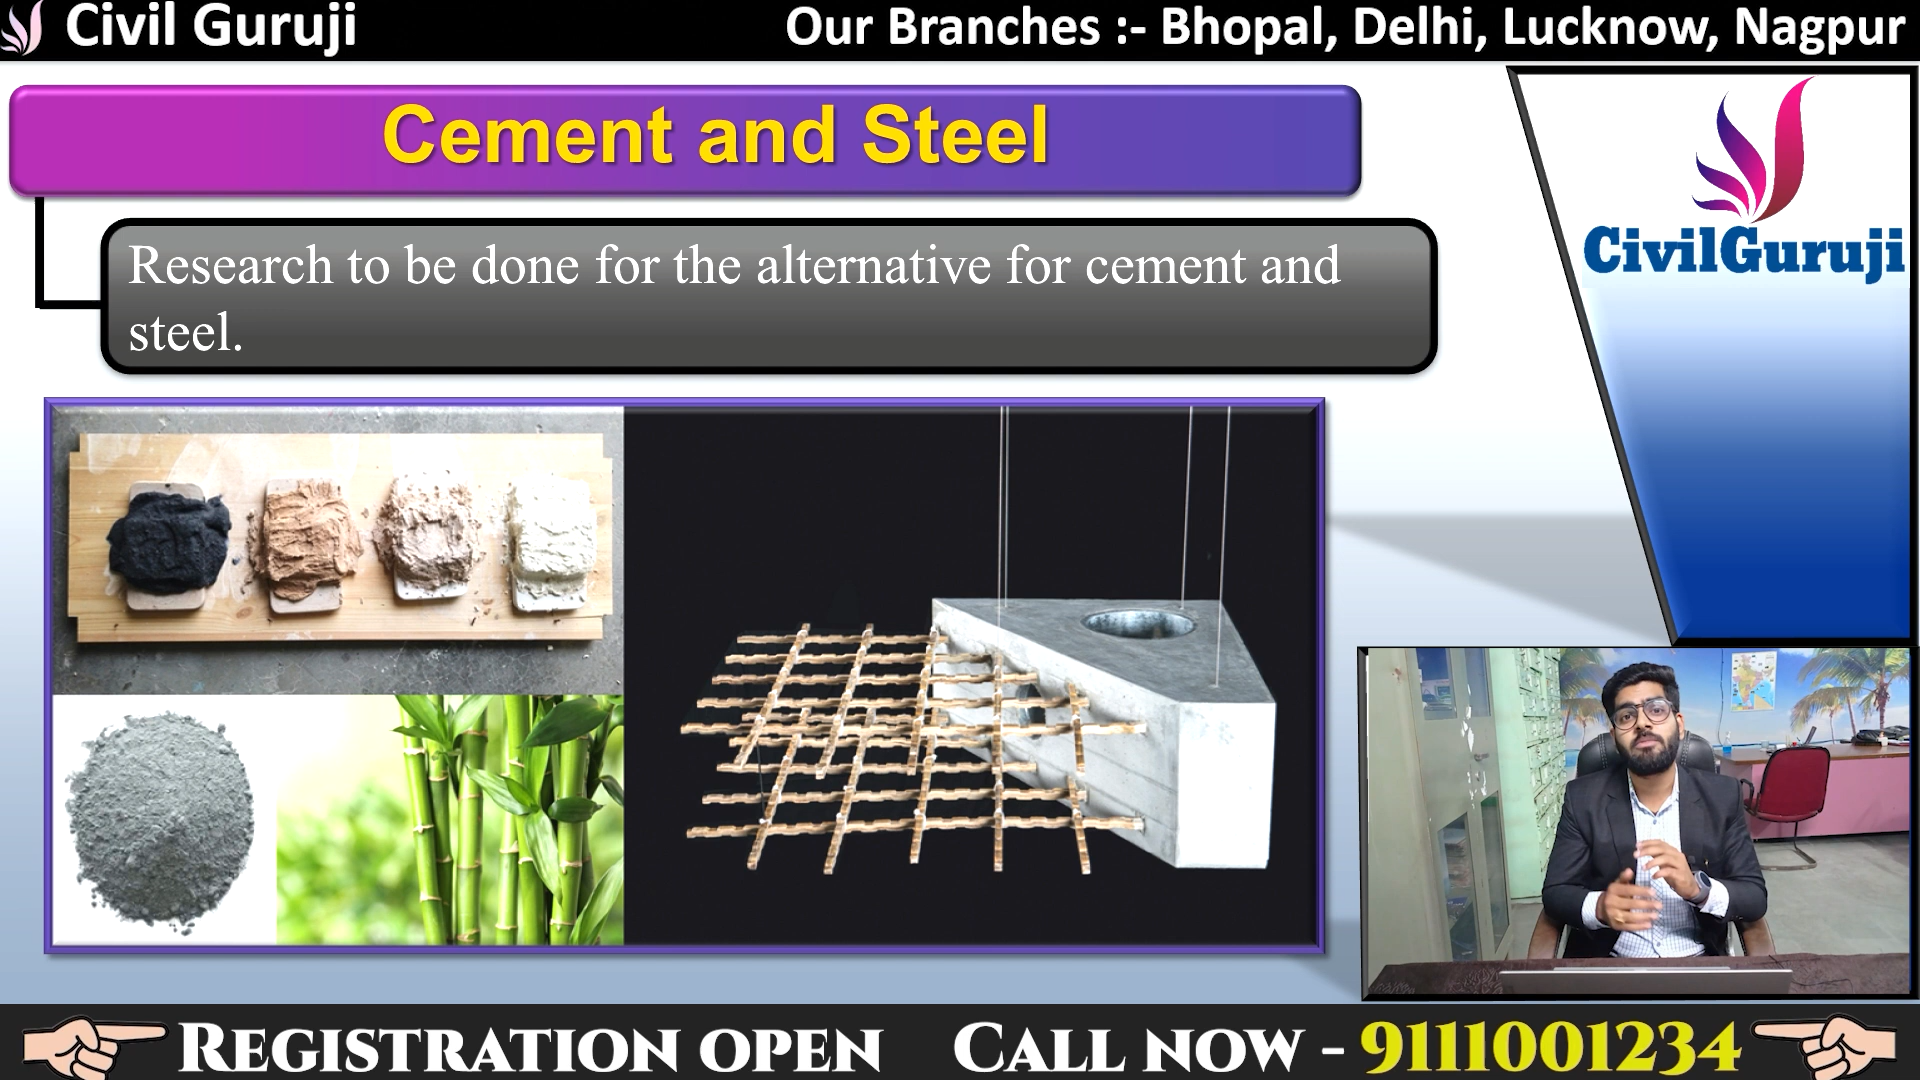 Civil Guruji
Our Branches :- Bhopal, Delhi, Lucknow, Nagpur
Cement and Steel
Research to be done for the alternative for cement and
steel.
CivilGuruji
REGISTRATION OPEN CALL NOW - 9111001234